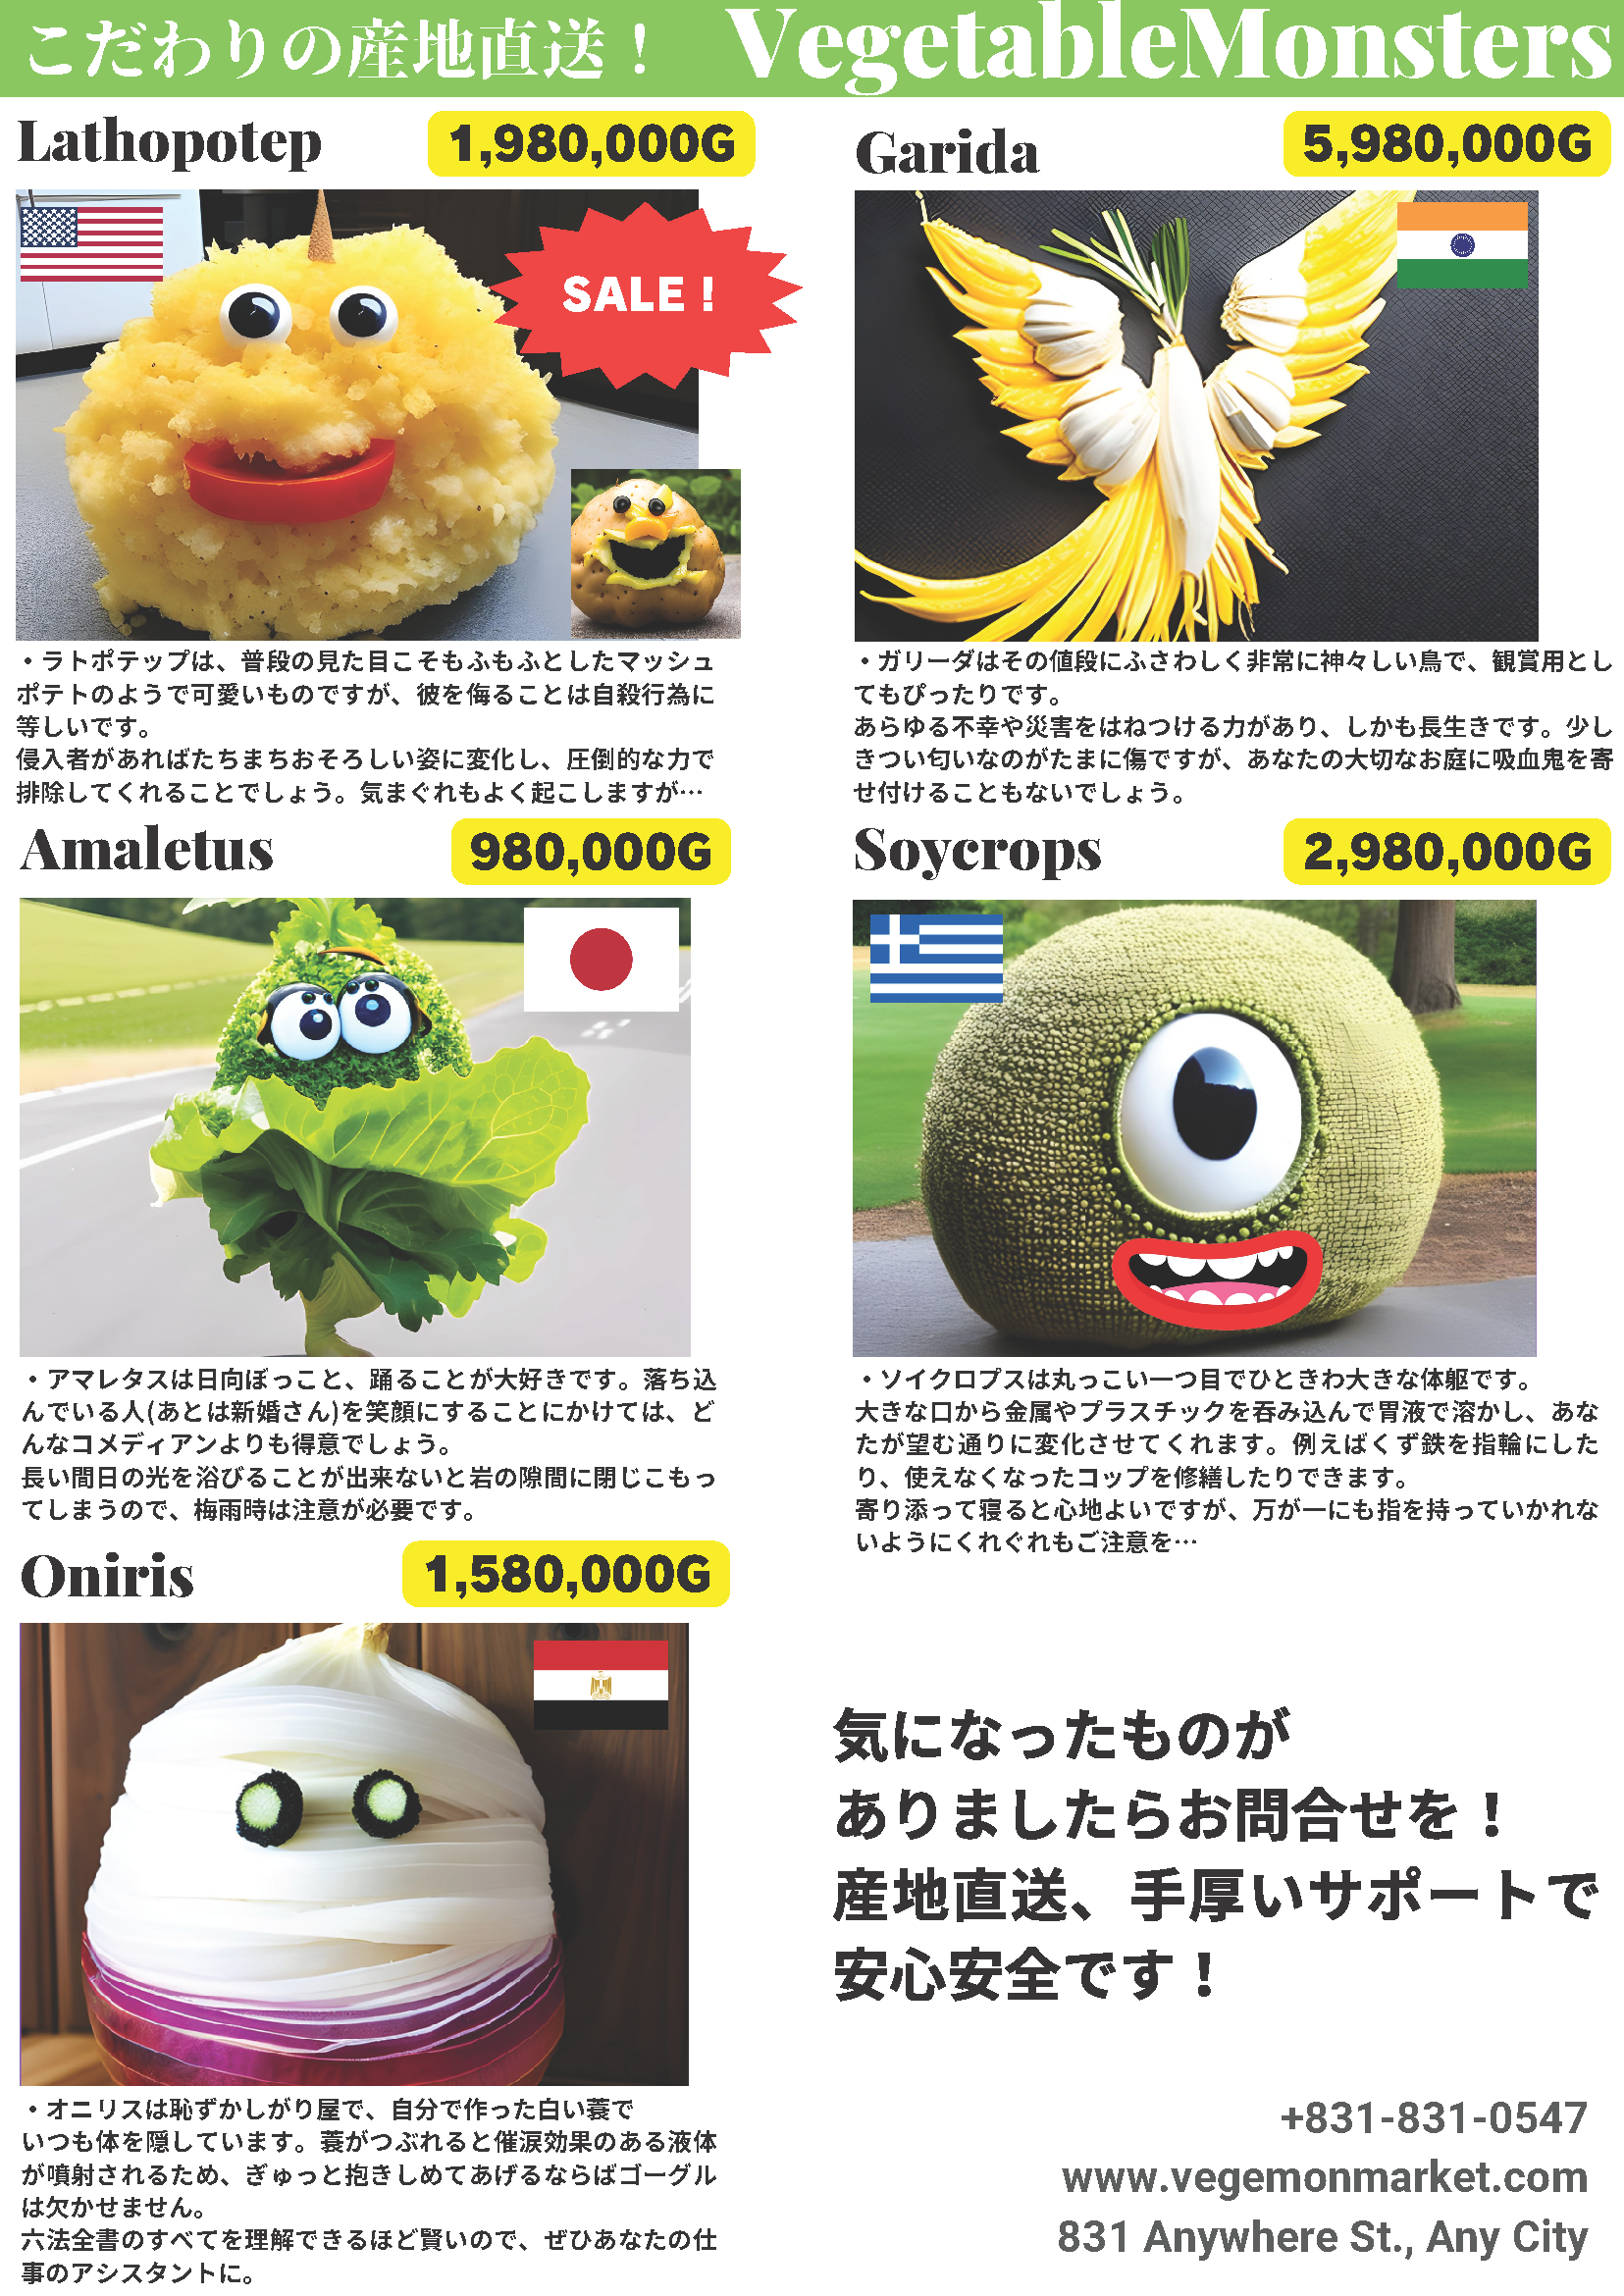 こだわりの産地直送！ VegetableMonsters
Lathopotep 1,980,000G
SALE！
・ラトポテップは、普段の見た目こそもふもふとしたマッシュ
ポテトのようで可愛いものですが、彼を侮ることは自殺行為に
等しいです。
侵入者があればたちまちおそろしい姿に変化し、圧倒的な力で
排除してくれることでしょう。気まぐれもよく起こしますが…
Garida 5,980,000G
・ガリーダはその値段にふさわしく非常に神々しい鳥で、観賞用とし
てもぴったりです。
あらゆる不幸や災害をはねつける力があり、しかも長生きです。少し
きつい匂いなのがたまに傷ですが、あなたの大切なお庭に吸血鬼を寄
せ付けることもないでしょう。
Amaletus 980,000G
・アマレタスは日向ぼっこと、踊ることが大好きです。落ち込
んでいる人(あとは新婚さん)を笑顔にすることにかけては、ど
んなコメディアンよりも得意でしょう。
長い間日の光を浴びることが出来ないと岩の隙間に閉じこもっ
てしまうので、梅雨時は注意が必要です。
Soycrops 2,980,000G
・ソイクロプスは丸っこい一つ目でひときわ大きな体躯です。
大きな口から金属やプラスチックを呑み込んで胃液で溶かし、あな
たが望む通りに変化させてくれます。例えばくず鉄を指輪にした
り、使えなくなったコップを修繕したりできます。
寄り添って寝ると心地よいですが、万が一にも指を持っていかれな
いようにくれぐれもご注意を…
Oniris 1,580,000G
・オニリスは恥ずかしがり屋で、自分で作った白い蓑で
いつも体を隠しています。蓑がつぶれると催涙効果のある液体
が噴射されるため、ぎゅっと抱きしめてあげるならばゴーグル
は欠かせません。
六法全書のすべてを理解できるほど賢いので、ぜひあなたの仕
事のアシスタントに。
気になったものが
ありましたらお問合せを！
産地直送、手厚いサポートで
安心安全です！
+831-831-0547
www.vegemonmarket.com
831 Anywhere St., Any City